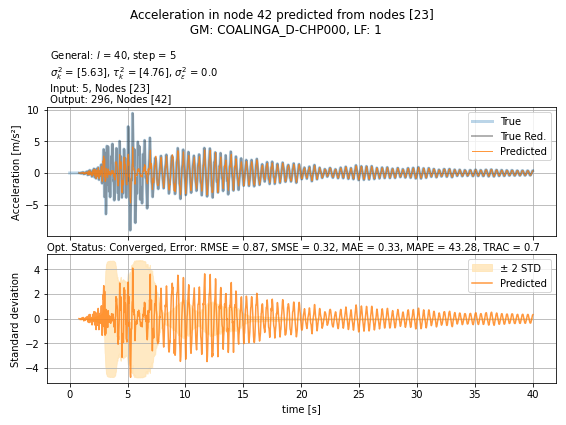 Acceleration in node 42 predicted from nodes [23]
GM: COALINGA_D-CHP000, LF: 1
General: l = 40, step = 5
σ²ₖ = [5.63], τ²ₖ = [4.76], σ²ε = 0.0
Input: 5, Nodes [23]
Output: 296, Nodes [42]
Acceleration [m/s²]
10
5
0
−5
True
True Red.
Predicted
Opt. Status: Converged, Error: RMSE = 0.87, SMSE = 0.32, MAE = 0.33, MAPE = 43.28, TRAC = 0.7
Standard deviation
4
2
0
−2
−4
± 2 STD
Predicted
0 5 10 15 20 25 30 35 40
time [s]